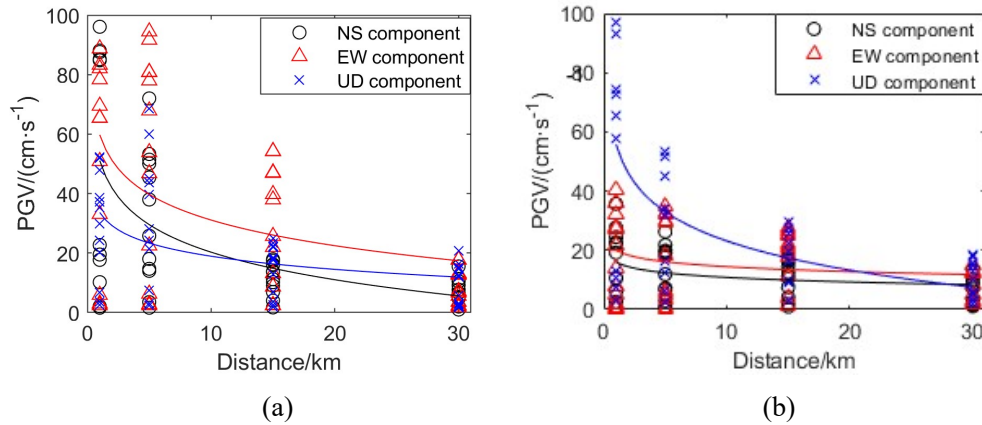 100
80
60
40
20
0
PGV/(cm·s⁻¹)
NS component
EW component
UD component
0 10 20 30
Distance/km
(a)
100
80
60
40
20
0
PGV/(cm·s⁻¹)
NS component
EW component
UD component
0 10 20 30
Distance/km
(b)